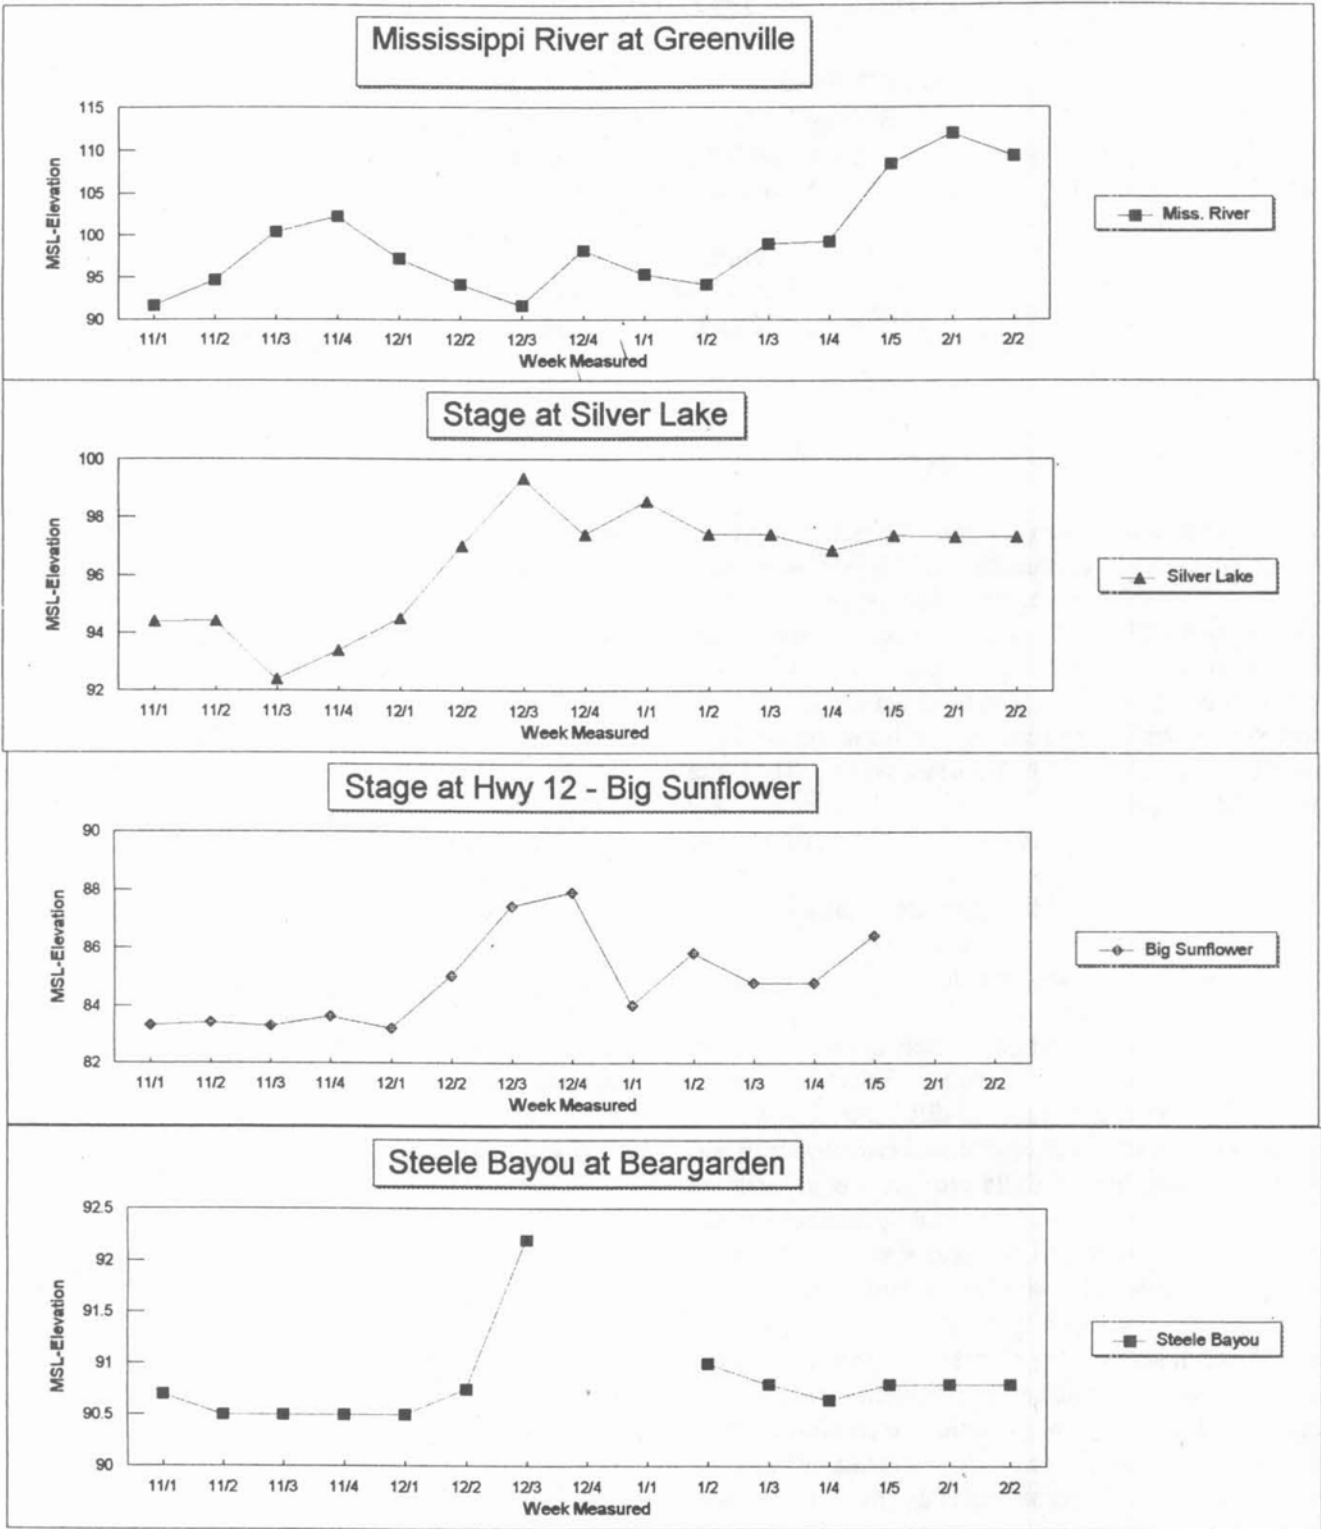 Mississippi River at Greenville
115
110
105
100
95
90
MSL-Elevation
11/1 11/2 11/3 11/4 12/1 12/2 12/3 12/4 1/1 1/2 1/3 1/4 1/5 2/1 2/2
Week Measured
Miss. River
Stage at Silver Lake
100
98
96
94
92
MSL-Elevation
11/1 11/2 11/3 11/4 12/1 12/2 12/3 12/4 1/1 1/2 1/3 1/4 1/5 2/1 2/2
Week Measured
Silver Lake
Stage at Hwy 12 - Big Sunflower
90
88
86
84
82
MSL-Elevation
11/1 11/2 11/3 11/4 12/1 12/2 12/3 12/4 1/1 1/2 1/3 1/4 1/5 2/1 2/2
Week Measured
Big Sunflower
Steele Bayou at Beargarden
92.5
92
91.5
91
90.5
90
MSL-Elevation
11/1 11/2 11/3 11/4 12/1 12/2 12/3 12/4 1/1 1/2 1/3 1/4 1/5 2/1 2/2
Week Measured
Steele Bayou